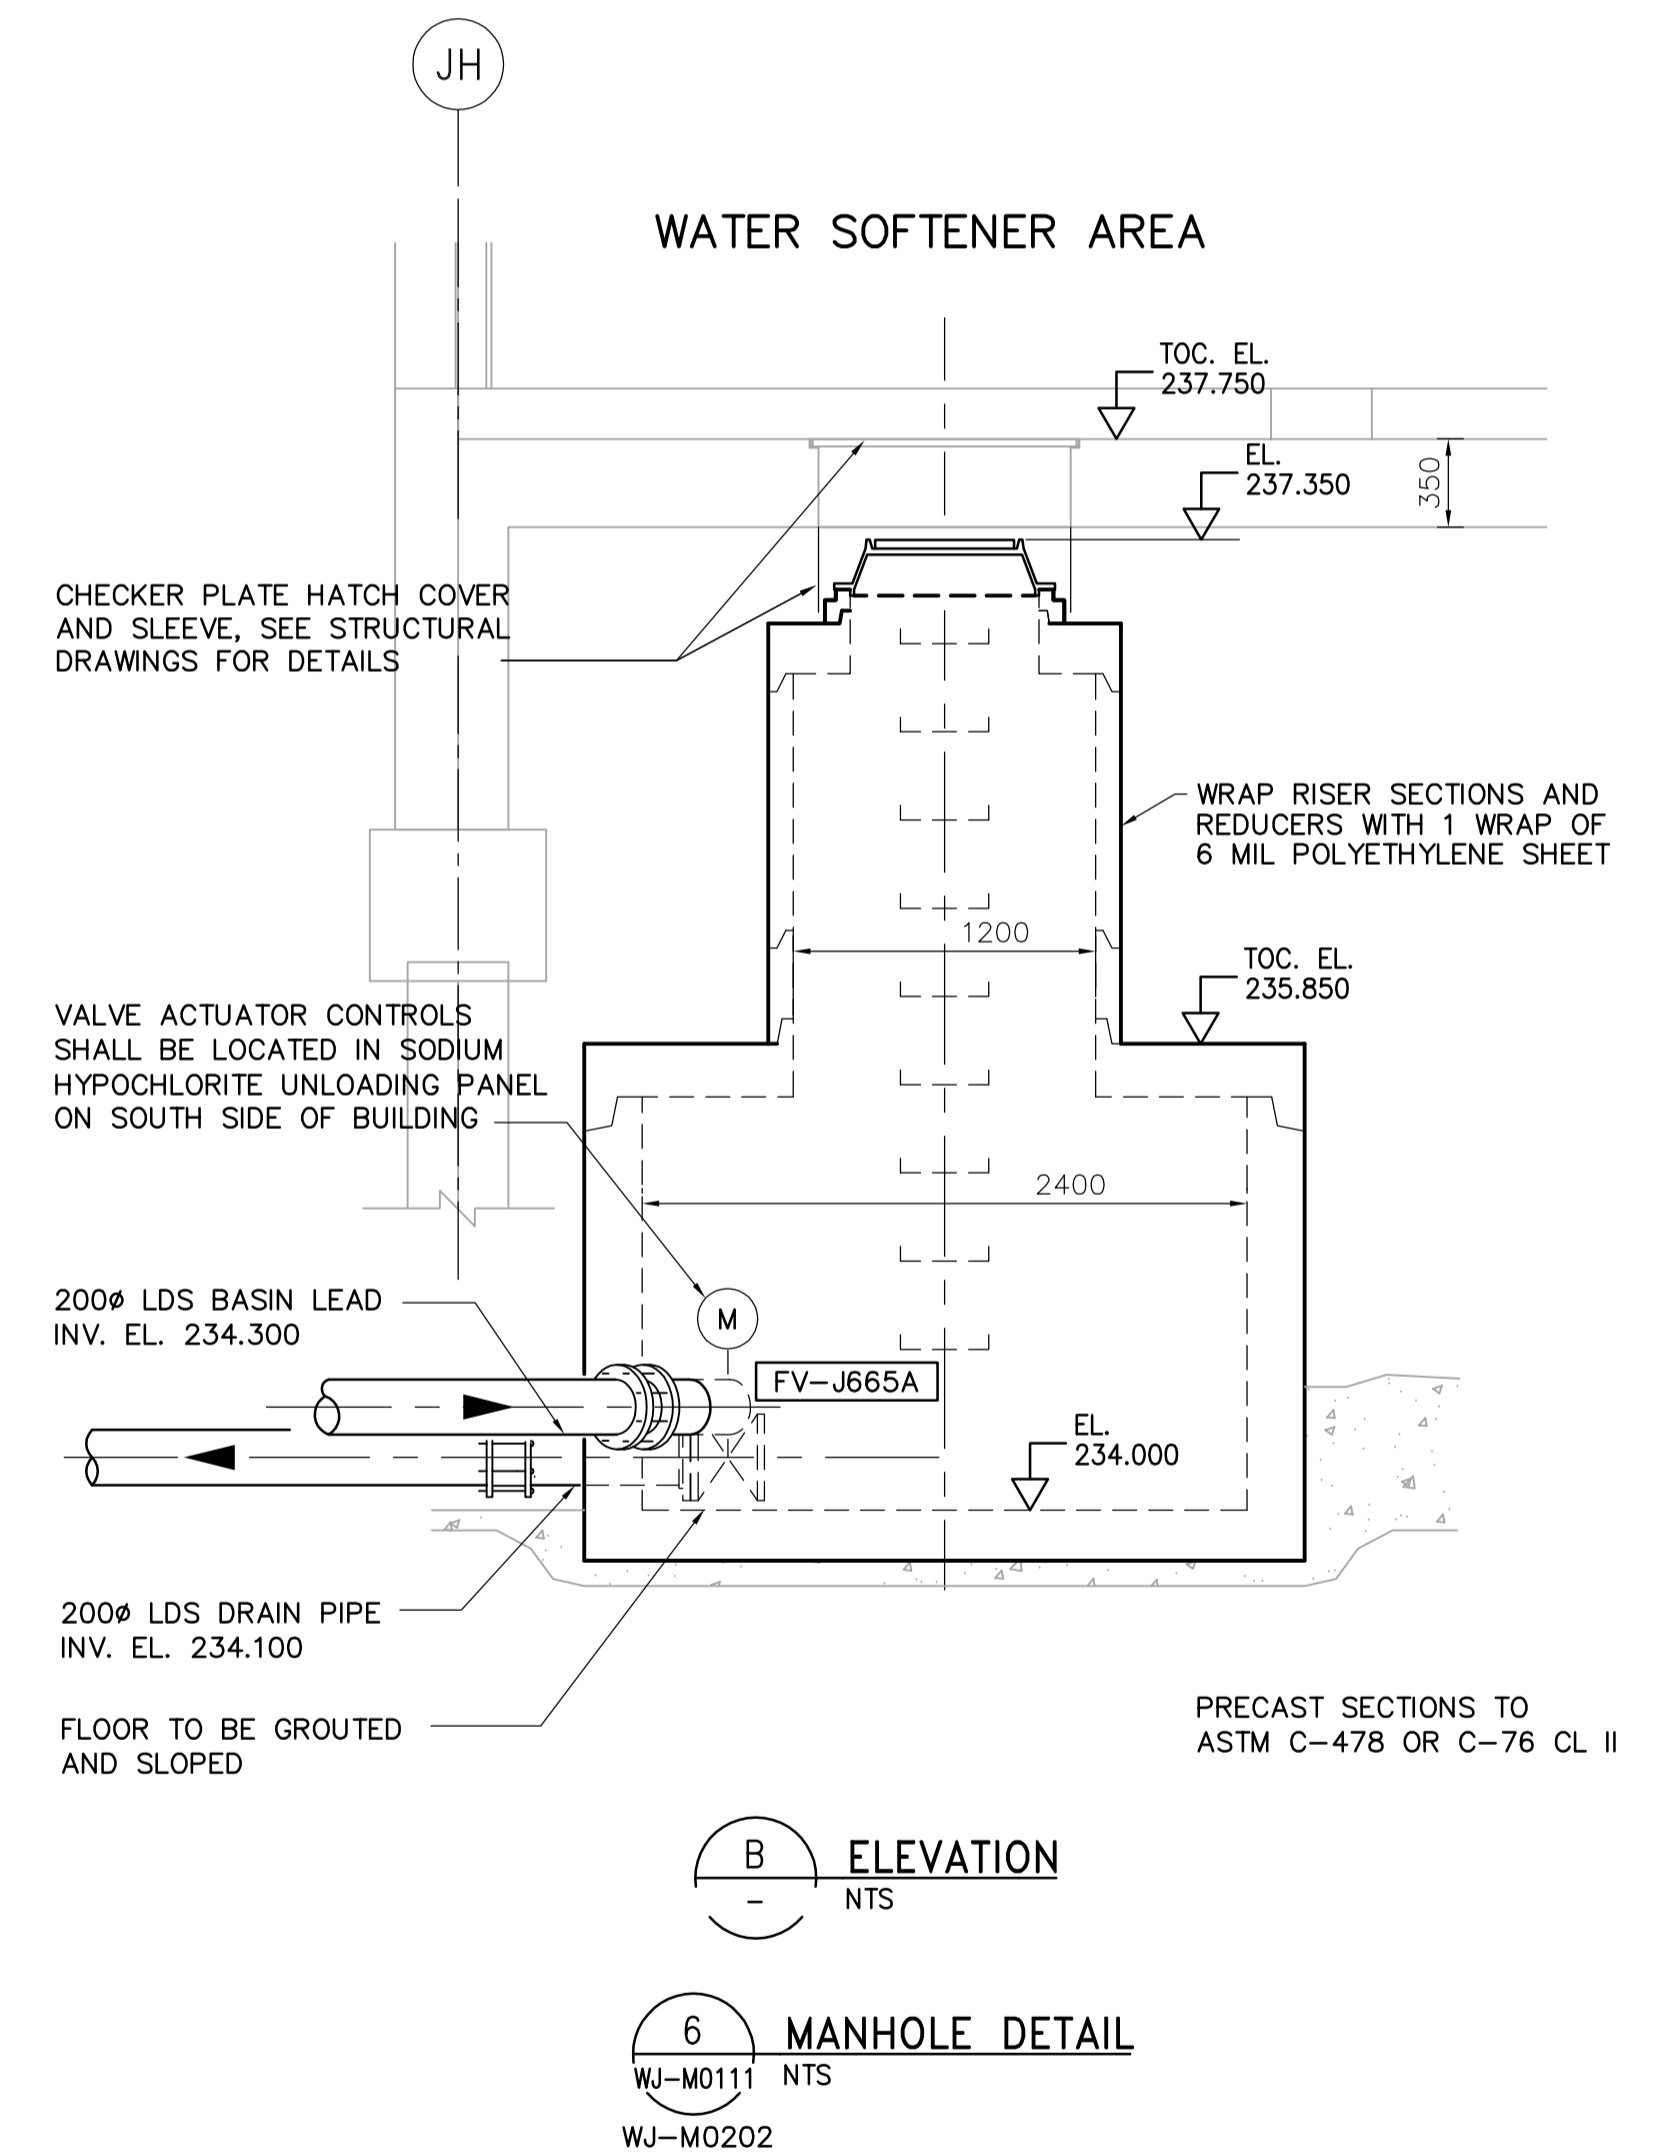 JH
WATER SOFTENER AREA
TOC. EL.
237.750
EL.
237.350
350
CHECKER PLATE HATCH COVER
AND SLEEVE, SEE STRUCTURAL
DRAWINGS FOR DETAILS
WRAP RISER SECTIONS AND
REDUCERS WITH 1 WRAP OF
6 MIL POLYETHYLENE SHEET
1200
TOC. EL.
235.850
VALVE ACTUATOR CONTROLS
SHALL BE LOCATED IN SODIUM
HYPOCHLORITE UNLOADING PANEL
ON SOUTH SIDE OF BUILDING
2400
200ø LDS BASIN LEAD
INV. EL. 234.300
M
FV-J665A
EL.
234.000
200ø LDS DRAIN PIPE
INV. EL. 234.100
FLOOR TO BE GROUTED
AND SLOPED
PRECAST SECTIONS TO
ASTM C-478 OR C-76 CL II
B
-
ELEVATION
NTS
6
WJ-M0111
MANHOLE DETAIL
NTS
WJ-M0202